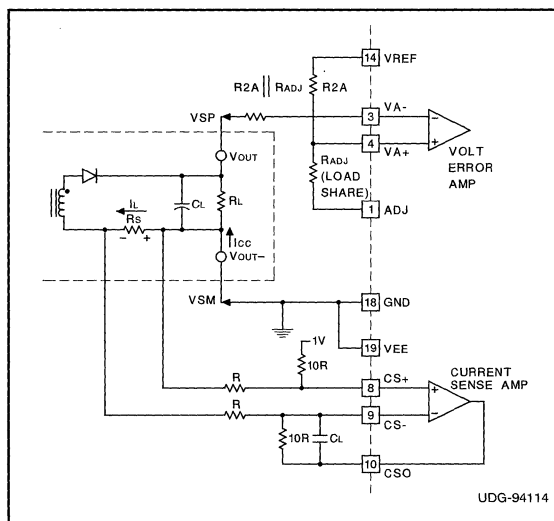 14 VREF
R2A || RADJ
R2A
VSP
3 VA-
4 VA+
VOLT
ERROR
AMP
VOUT
RADJ
(LOAD
SHARE)
1 ADJ
IL
RS
- +
CL
RL
ICC
VOUT-
VSM
18 GND
19 VEE
1V
10R
R
8 CS+
CURRENT
SENSE AMP
R
9 CS-
10R
CL
10 CSO
- +
+ -
UDG-94114